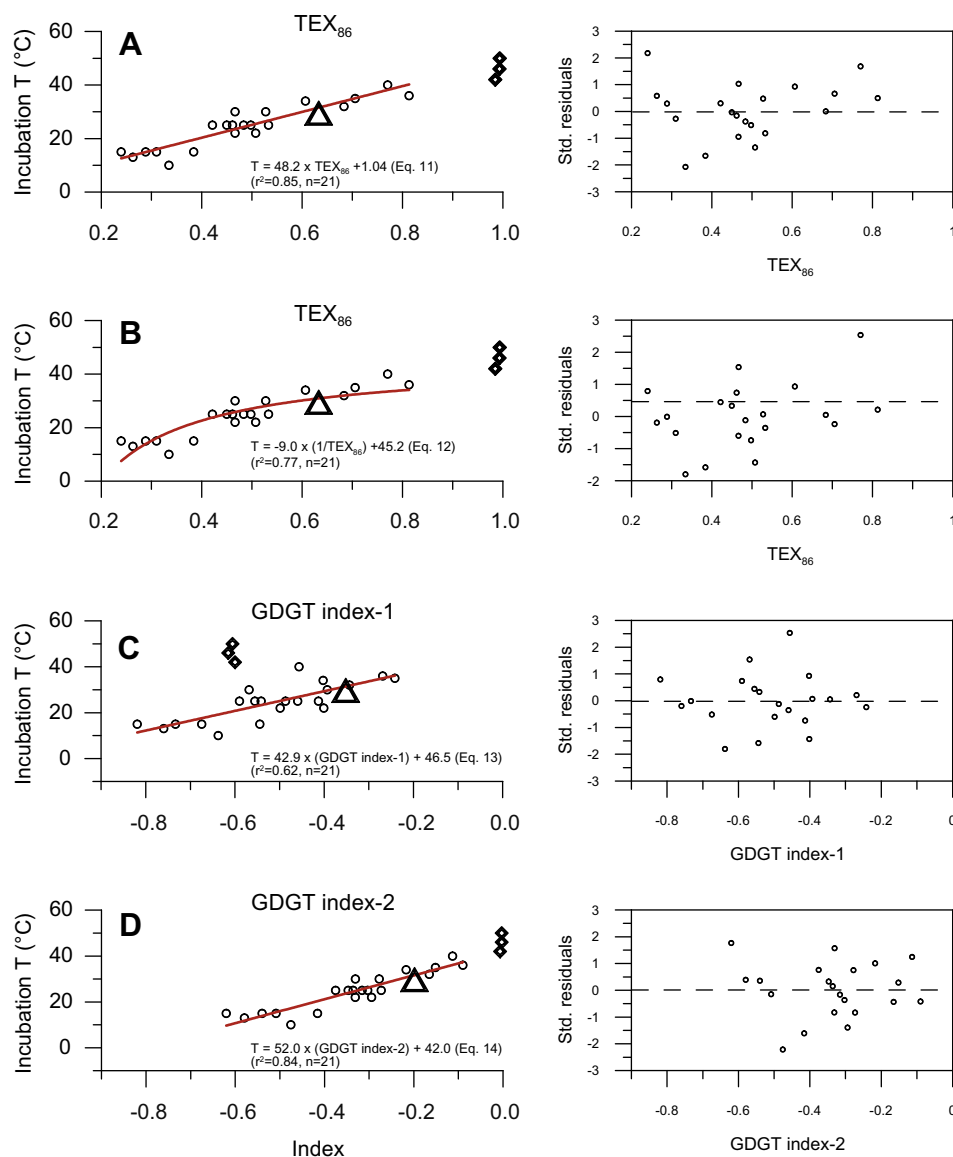 TEX86
A
Incubation T (°C)
60
40
20
0
0.2 0.4 0.6 0.8 1.0
T = 48.2 x TEX86 +1.04 (Eq. 11)
(r²=0.85, n=21)
Std. residuals
3
2
1
0
-1
-2
-3
0.2 0.4 0.6 0.8 1
TEX86
TEX86
B
Incubation T (°C)
60
40
20
0
0.2 0.4 0.6 0.8 1.0
T = -9.0 x (1/TEX86) +45.2 (Eq. 12)
(r²=0.77, n=21)
Std. residuals
3
2
1
0
-1
-2
0.2 0.4 0.6 0.8 1
TEX86
GDGT index-1
C
Incubation T (°C)
60
40
20
0
-0.8 -0.6 -0.4 -0.2 0.0
T = 42.9 x (GDGT index-1) + 46.5 (Eq. 13)
(r²=0.62, n=21)
Std. residuals
3
2
1
0
-1
-2
-3
-0.8 -0.6 -0.4 -0.2 0
GDGT index-1
GDGT index-2
D
Incubation T (°C)
60
40
20
0
-0.8 -0.6 -0.4 -0.2 0.0
T = 52.0 x (GDGT index-2) + 42.0 (Eq. 14)
(r²=0.84, n=21)
Index
Std. residuals
3
2
1
0
-1
-2
-3
-0.8 -0.6 -0.4 -0.2 0
GDGT index-2